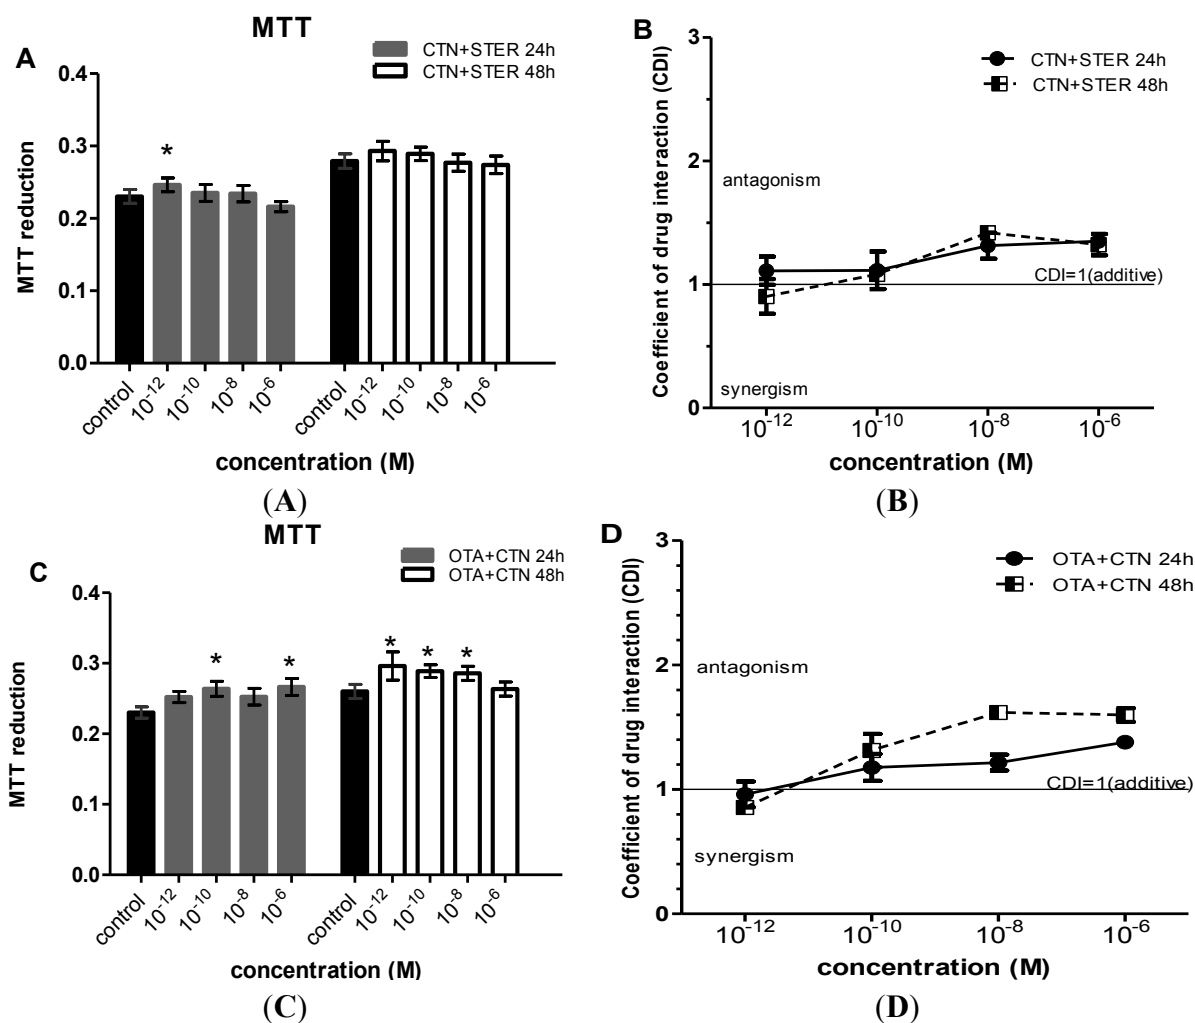 MTT
A
CTN+STER 24h
CTN+STER 48h
MTT reduction
0.4
0.3
0.2
0.1
0.0
*
control
10⁻¹²
10⁻¹⁰
10⁻⁸
10⁻⁶
control
10⁻¹²
10⁻¹⁰
10⁻⁸
10⁻⁶
concentration (M)
(A)
B
CTN+STER 24h
CTN+STER 48h
Coefficient of drug interaction (CDI)
3
2
1
0
antagonism
CDI=1(additive)
synergism
10⁻¹²
10⁻¹⁰
10⁻⁸
10⁻⁶
concentration (M)
(B)
MTT
C
OTA+CTN 24h
OTA+CTN 48h
MTT reduction
0.4
0.3
0.2
0.1
0.0
* * * * *
control
10⁻¹²
10⁻¹⁰
10⁻⁸
10⁻⁶
control
10⁻¹²
10⁻¹⁰
10⁻⁸
10⁻⁶
concentration (M)
(C)
D
OTA+CTN 24h
OTA+CTN 48h
Coefficient of drug interaction (CDI)
3
2
1
0
antagonism
CDI=1(additive)
synergism
10⁻¹²
10⁻¹⁰
10⁻⁸
10⁻⁶
concentration (M)
(D)